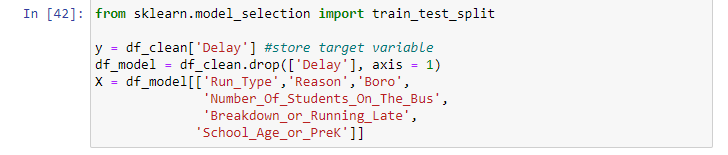 In [42]: from sklearn.model_selection import train_test_split
y = df_clean['Delay'] #store target variable
df_model = df_clean.drop(['Delay'], axis = 1)
X = df_model[['Run_Type','Reason','Boro',
'Number_Of_Students_On_The_Bus',
'Breakdown_or_Running_Late',
'School_Age_or_PreK']]